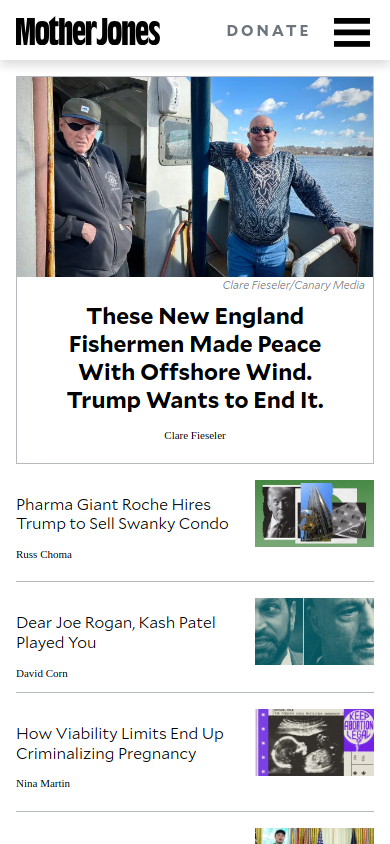 Mother Jones
DONATE
Clare Fieseler/Canary Media
These New England
Fishermen Made Peace
With Offshore Wind.
Trump Wants to End It.
Clare Fieseler
Pharma Giant Roche Hires
Trump to Sell Swanky Condo
Russ Choma
Dear Joe Rogan, Kash Patel
Played You
David Corn
How Viability Limits End Up
Criminalizing Pregnancy
Nina Martin
KEEP
ABORTION
LEGAL